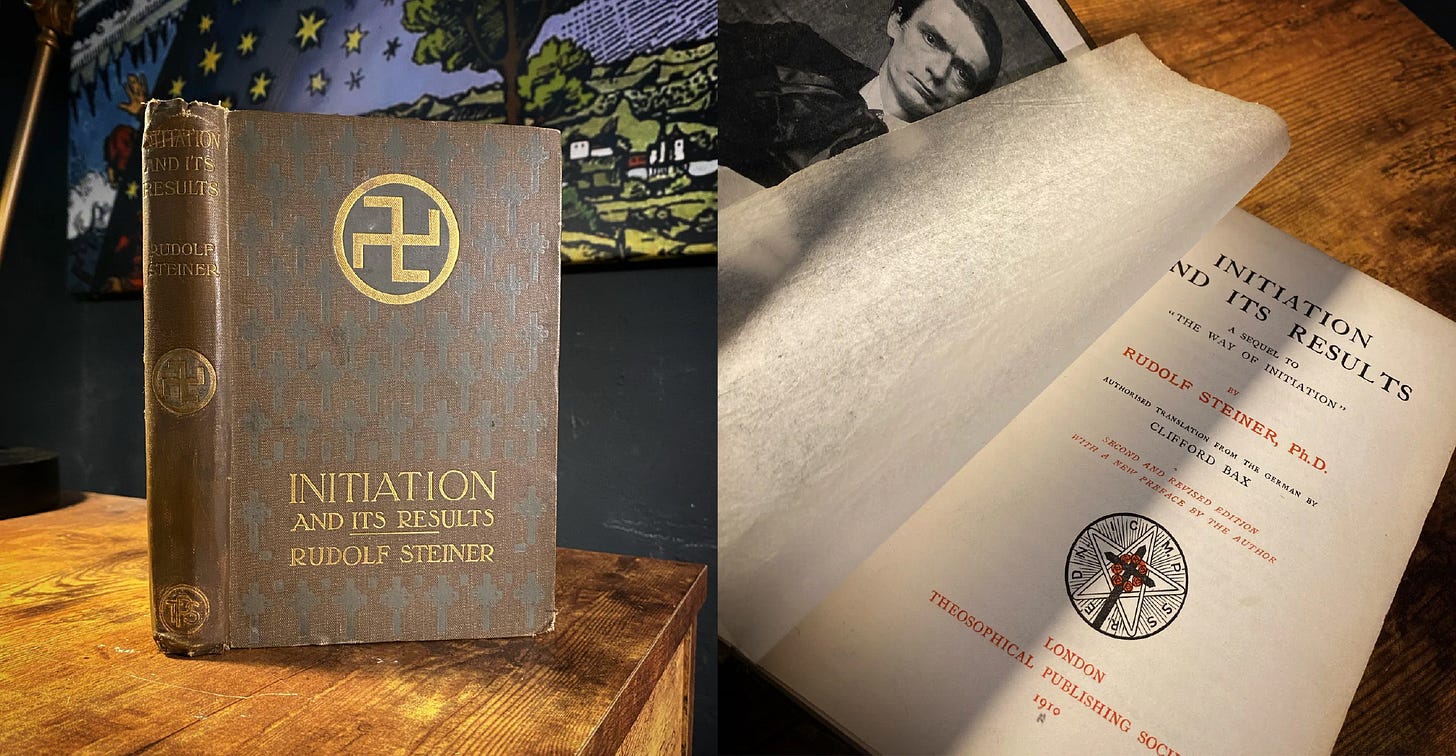 INITIATION
AND ITS
RESULTS
RUDOLF
STEINER
TPS
INITIATION
AND ITS RESULTS
RUDOLF STEINER
INITIATION
ND ITS RESULTS
A SEQUEL TO
"THE WAY OF INITIATION"
BY
RUDOLF STEINER, Ph.D.
AUTHORISED TRANSLATION FROM THE GERMAN BY
CLIFFORD BAX
SECOND AND REVISED EDITION
WITH A NEW PREFACE BY THE AUTHOR
LONDON
THEOSOPHICAL PUBLISHING SOCI
1910